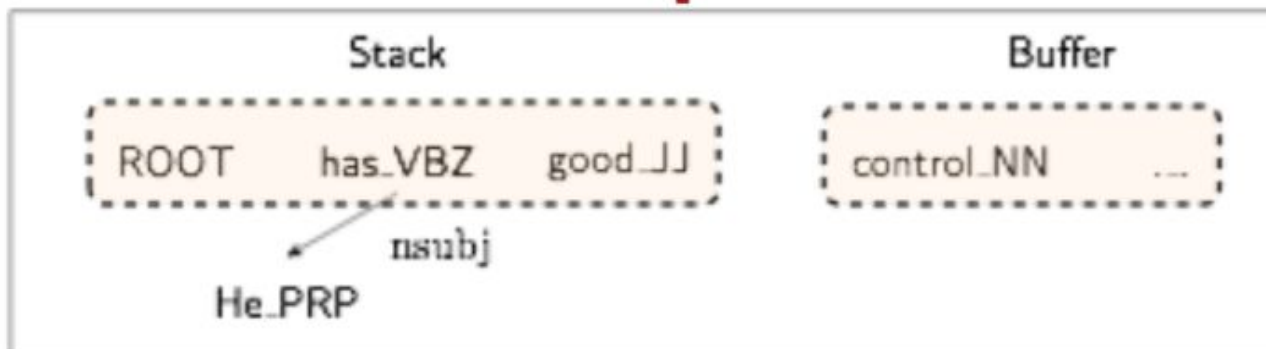 Stack Buffer
ROOT has_VBZ good_JJ control_NN ...
nsubj
He_PRP